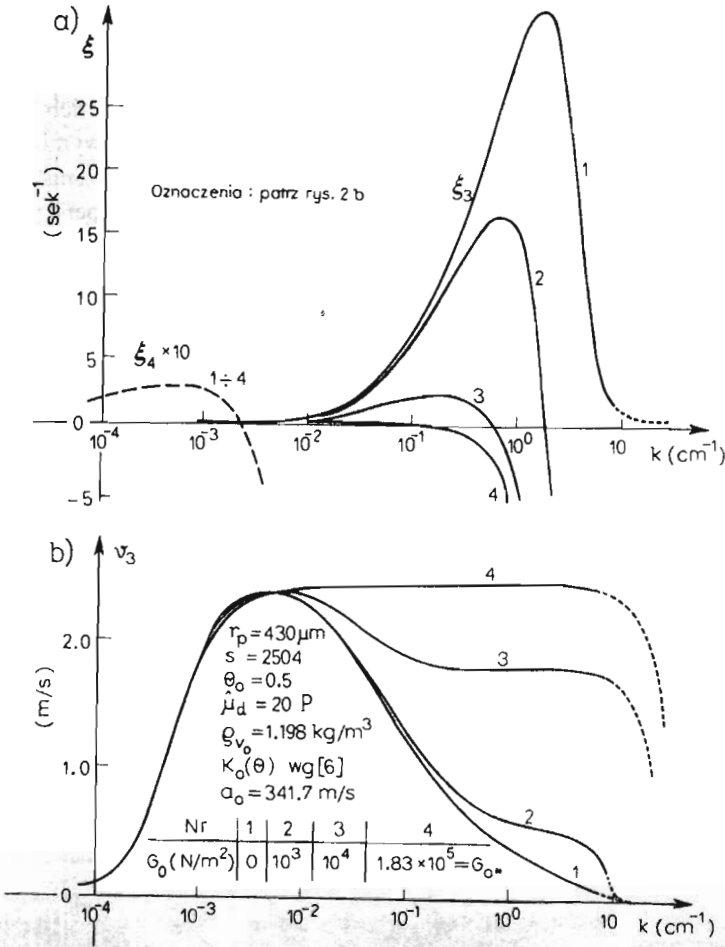 a)
ξ
(sek⁻¹)
25
20
15
10
5
0
-5
Oznaczenia : patrz rys. 2 b
ξ₃
1
2
3
4
ξ₄ ×10
1÷4
10⁻⁴
10⁻³
10⁻²
10⁻¹
10⁰
10
k (cm⁻¹)
b)
v₃
(m/s)
2.0
1.0
0
4
3
2
1
r_p = 430 μm
s = 2504
Θ₀ = 0.5
μ̂_d = 20 P
ϱ_v₀ = 1.198 kg/m³
K₀(Θ) wg [6]
a₀ = 341.7 m/s
Nr | 1 | 2 | 3 | 4
G₀(N/m²) | 0 | 10³ | 10⁴ | 1.83 × 10⁵ = G₀*
10⁻⁴
10⁻³
10⁻²
10⁻¹
10⁰
10
k (cm⁻¹)